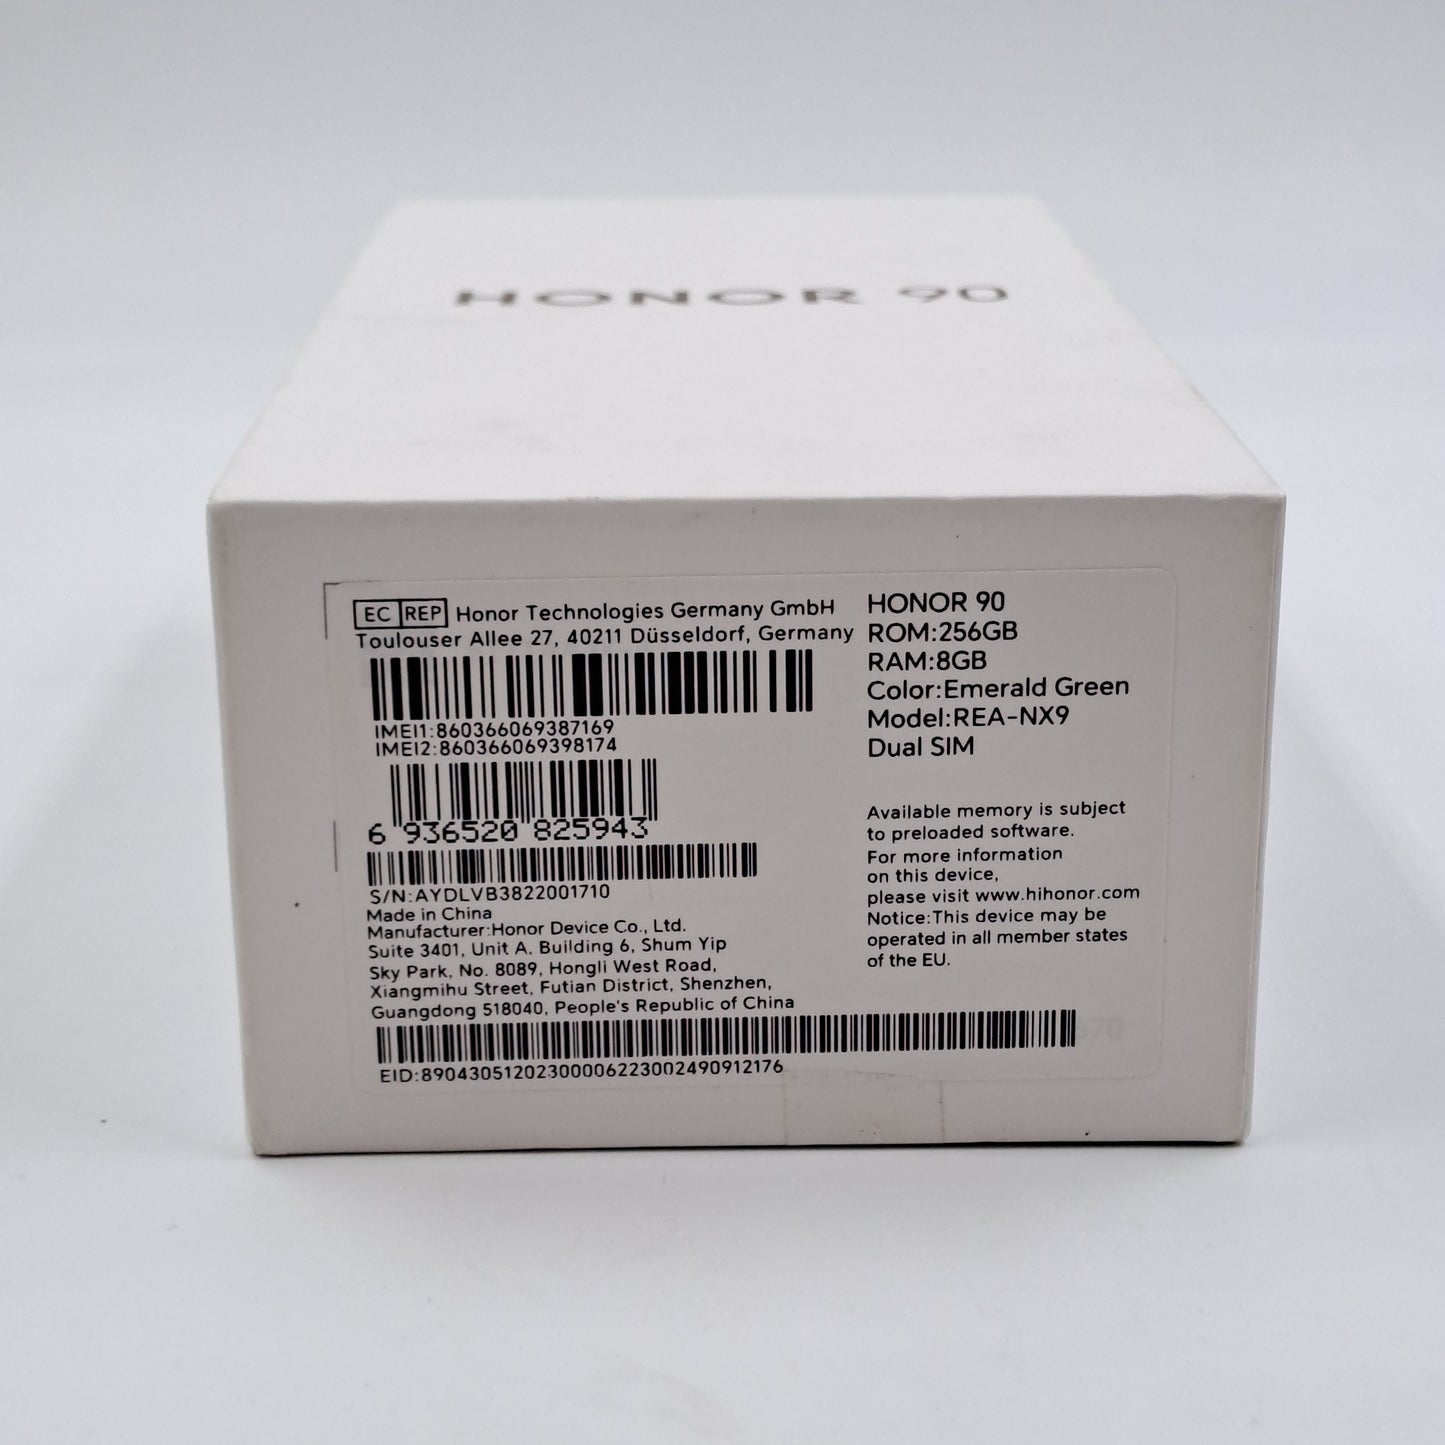 HONOR 90
EC REP Honor Technologies Germany GmbH
Toulouser Allee 27, 40211 Düsseldorf, Germany
IMEI1:860366069387169
IMEI2:860366069398174
6 936520 825943
S/N:AYDLVB3822001710
Made in China
Manufacturer:Honor Device Co., Ltd.
Suite 3401, Unit A, Building 6, Shum Yip
Sky Park, No. 8089, Hongli West Road,
Xiangmihu Street, Futian District, Shenzhen,
Guangdong 518040, People's Republic of China
EID:89043051202300006223002490912176
HONOR 90
ROM:256GB
RAM:8GB
Color:Emerald Green
Model:REA-NX9
Dual SIM
Available memory is subject
to preloaded software.
For more information
on this device,
please visit www.hihonor.com
Notice:This device may be
operated in all member states
of the EU.